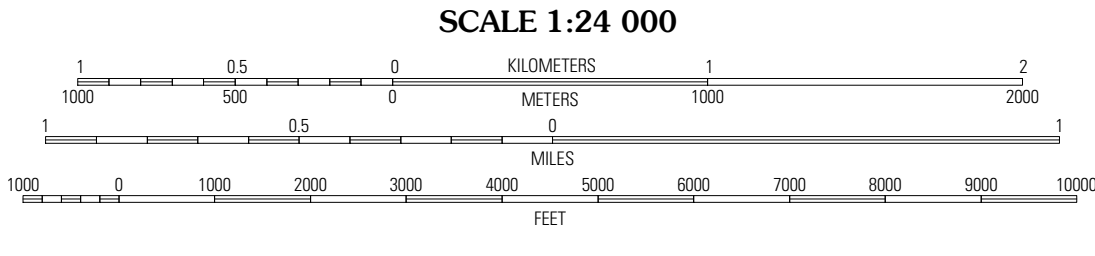 SCALE 1:24 000
1 0.5 0 KILOMETERS 1 2
1000 500 0 METERS 1000 2000
1 0.5 0 1
MILES
1000 0 1000 2000 3000 4000 5000 6000 7000 8000 9000 10000
FEET